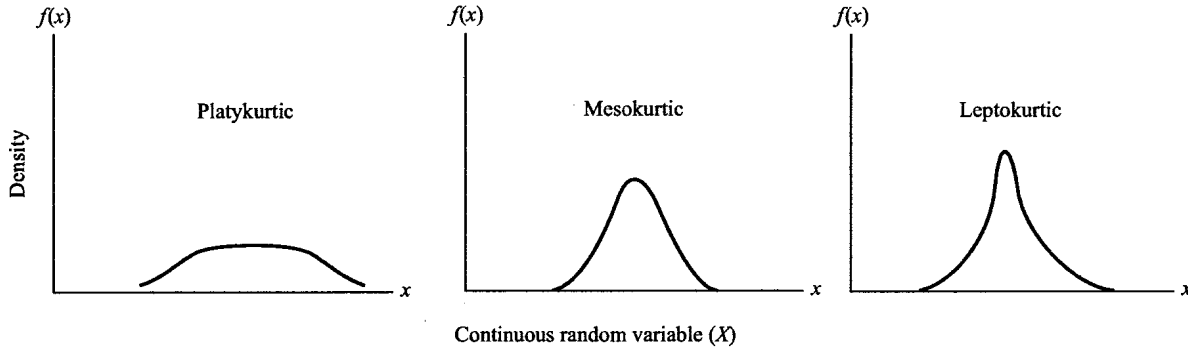 f(x)
f(x)
f(x)
Platykurtic
Mesokurtic
Leptokurtic
Density
x
x
x
Continuous random variable (X)